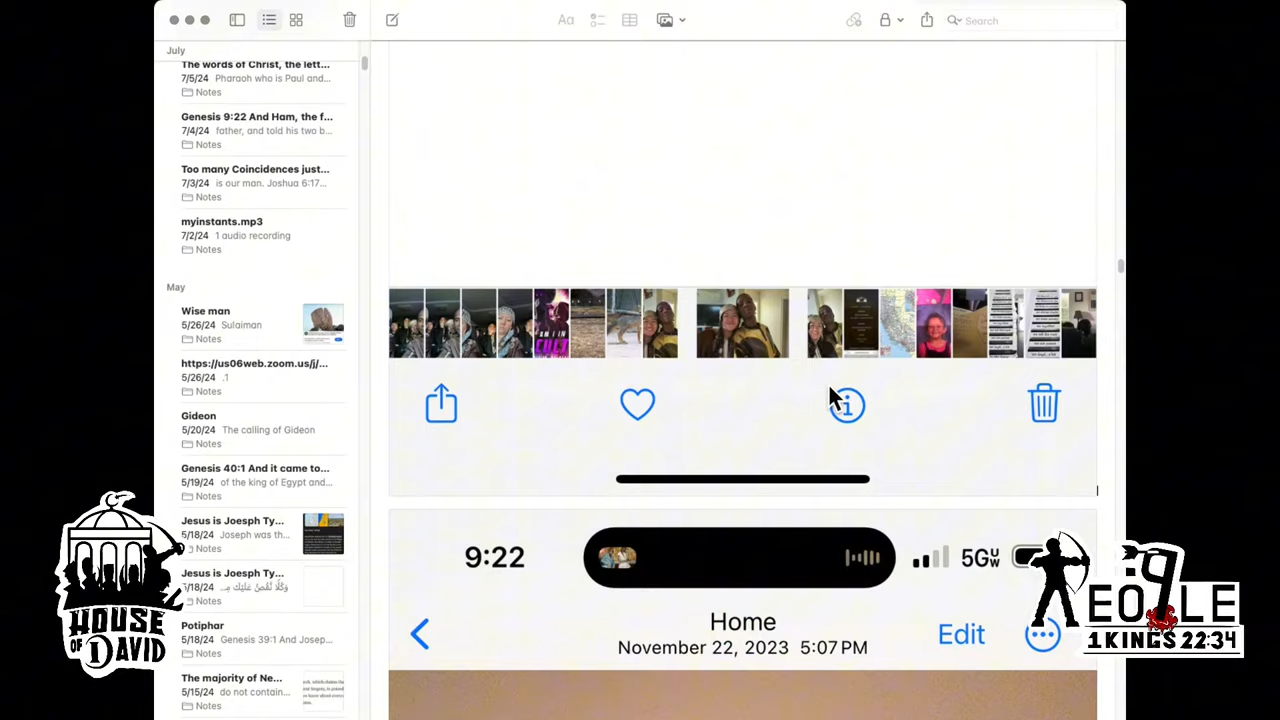 Aa
Search
July
The words of Christ, the lett...
7/5/24 Pharaoh who is Paul and...
Notes
Genesis 9:22 And Ham, the f...
7/4/24 father, and told his two b...
Notes
Too many Coincidences just...
7/3/24 is our man. Joshua 6:17...
Notes
myinstants.mp3
7/2/24 1 audio recording
Notes
May
Wise man
5/26/24 Sulaiman
Notes
https://us06web.zoom.us/j/...
5/26/24 .1
Notes
Gideon
5/20/24 The calling of Gideon
Notes
Genesis 40:1 And it came to...
5/19/24 of the king of Egypt and...
Notes
Jesus is Joesph Ty...
5/18/24 Joseph was th...
Notes
Jesus is Joesph Ty...
5/18/24 وَكُلًّا نَّقُصُّ عَلَيْكَ مِـ...
Notes
Potiphar
5/18/24 Genesis 39:1 And Josep...
Notes
The majority of Ne...
5/15/24 do not contain...
Notes
9:22
5GUW
Home
November 22, 2023 5:07 PM
Edit
HOUSE
OF DAVID
1 KINGS 22:34